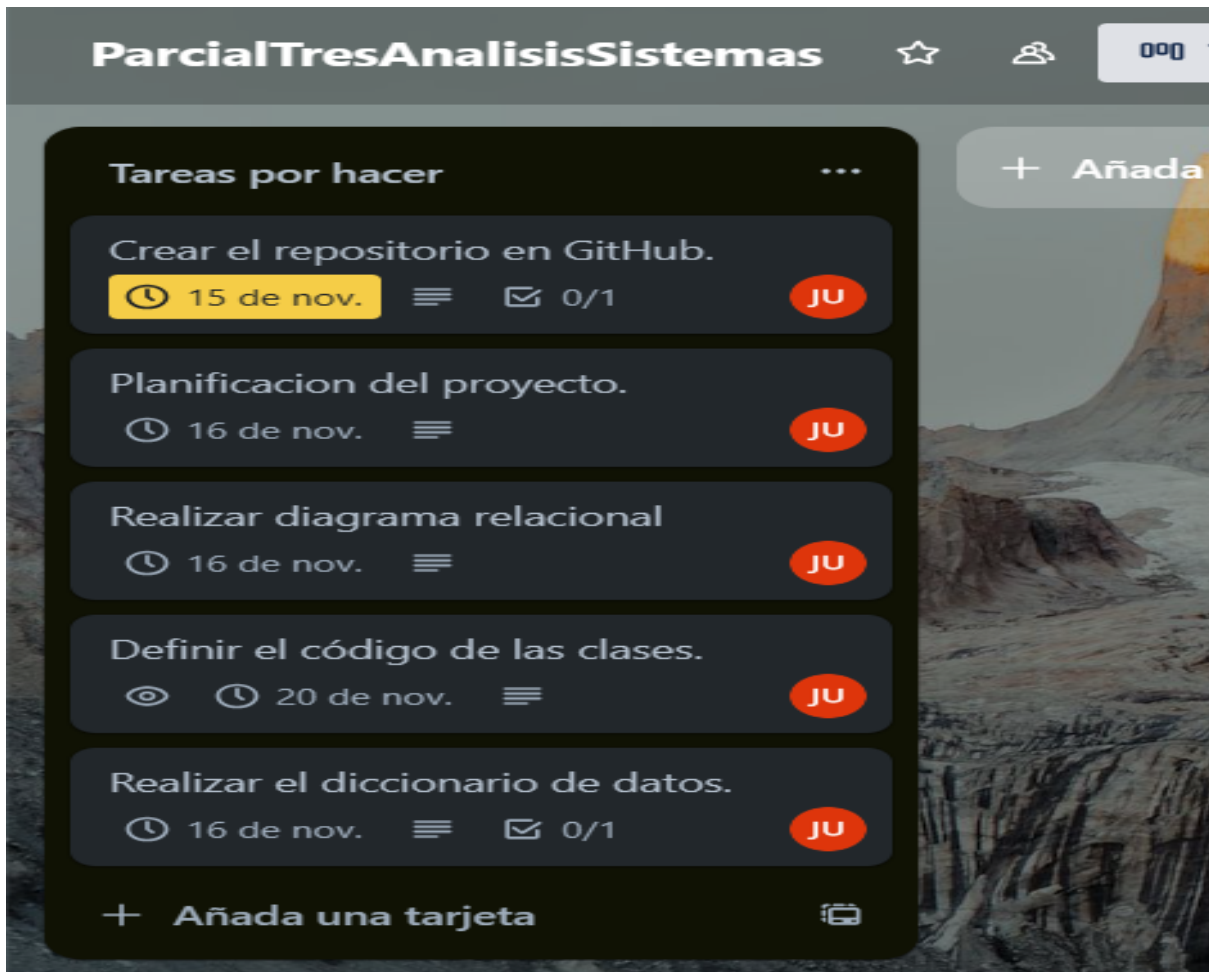 ParcialTresAnalisisSistemas
Tareas por hacer
+ Añada
Crear el repositorio en GitHub.
15 de nov. 0/1 JU
Planificacion del proyecto.
16 de nov. JU
Realizar diagrama relacional
16 de nov. JU
Definir el código de las clases.
20 de nov. JU
Realizar el diccionario de datos.
16 de nov. 0/1 JU
+ Añada una tarjeta